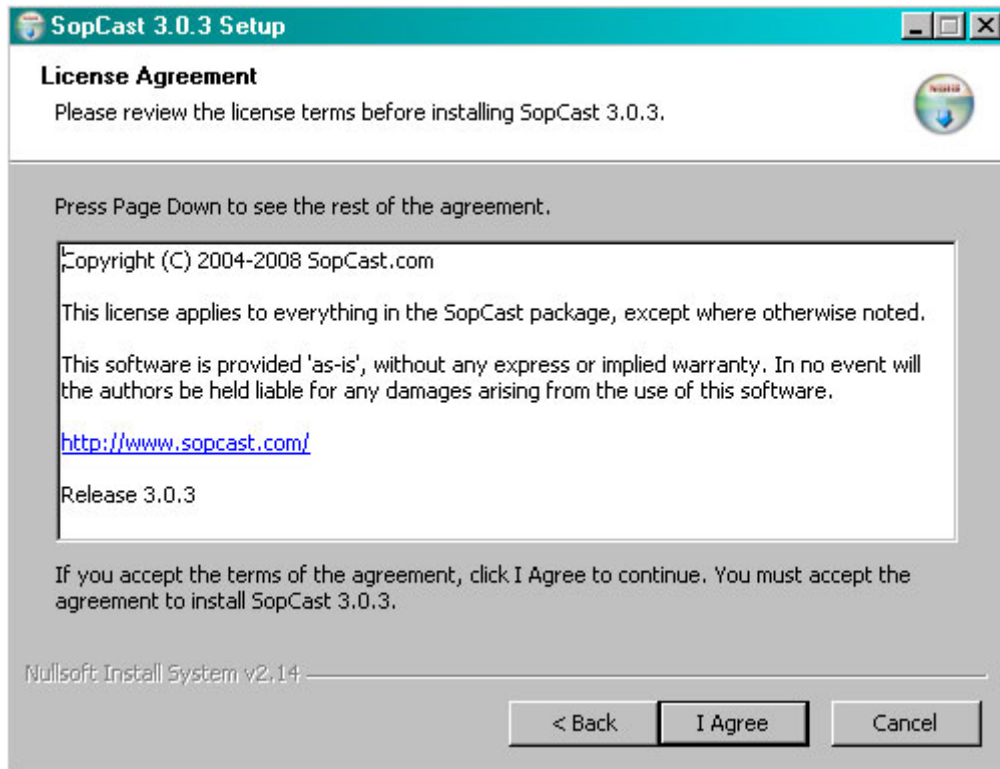 SopCast 3.0.3 Setup
License Agreement
Please review the license terms before installing SopCast 3.0.3.
Press Page Down to see the rest of the agreement.
Copyright (C) 2004-2008 SopCast.com
This license applies to everything in the SopCast package, except where otherwise noted.
This software is provided 'as-is', without any express or implied warranty. In no event will
the authors be held liable for any damages arising from the use of this software.
http://www.sopcast.com/
Release 3.0.3
If you accept the terms of the agreement, click I Agree to continue. You must accept the
agreement to install SopCast 3.0.3.
Nullsoft Install System v2.14
< Back
I Agree
Cancel